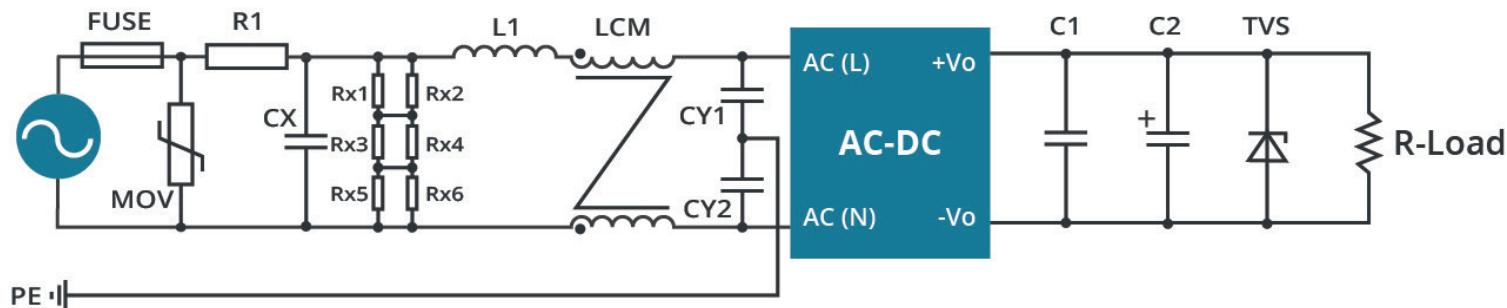 FUSE
R1
L1
LCM
C1
C2
TVS
AC (L)
+Vo
Rx1
Rx2
CX
CY1
+
Rx3
Rx4
AC-DC
R-Load
MOV
Rx5
Rx6
CY2
AC (N)
-Vo
PE